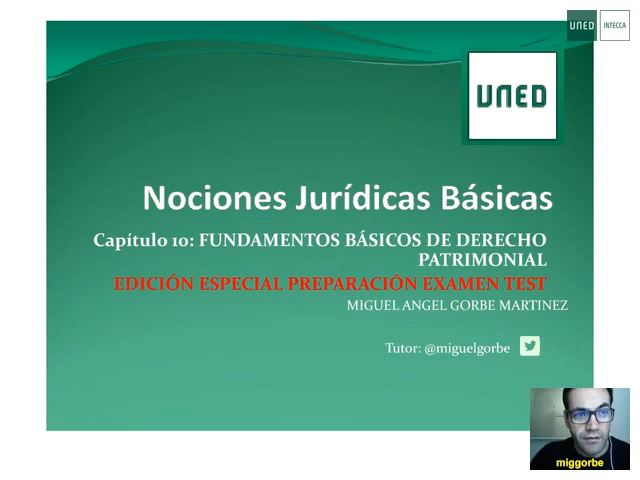 UNED
INTECCA
UNED
Nociones Jurídicas Básicas
Capítulo 10: FUNDAMENTOS BÁSICOS DE DERECHO
PATRIMONIAL
EDICIÓN ESPECIAL PREPARACIÓN EXAMEN TEST
MIGUEL ANGEL GORBE MARTINEZ
Tutor: @miguelgorbe
miggorbe